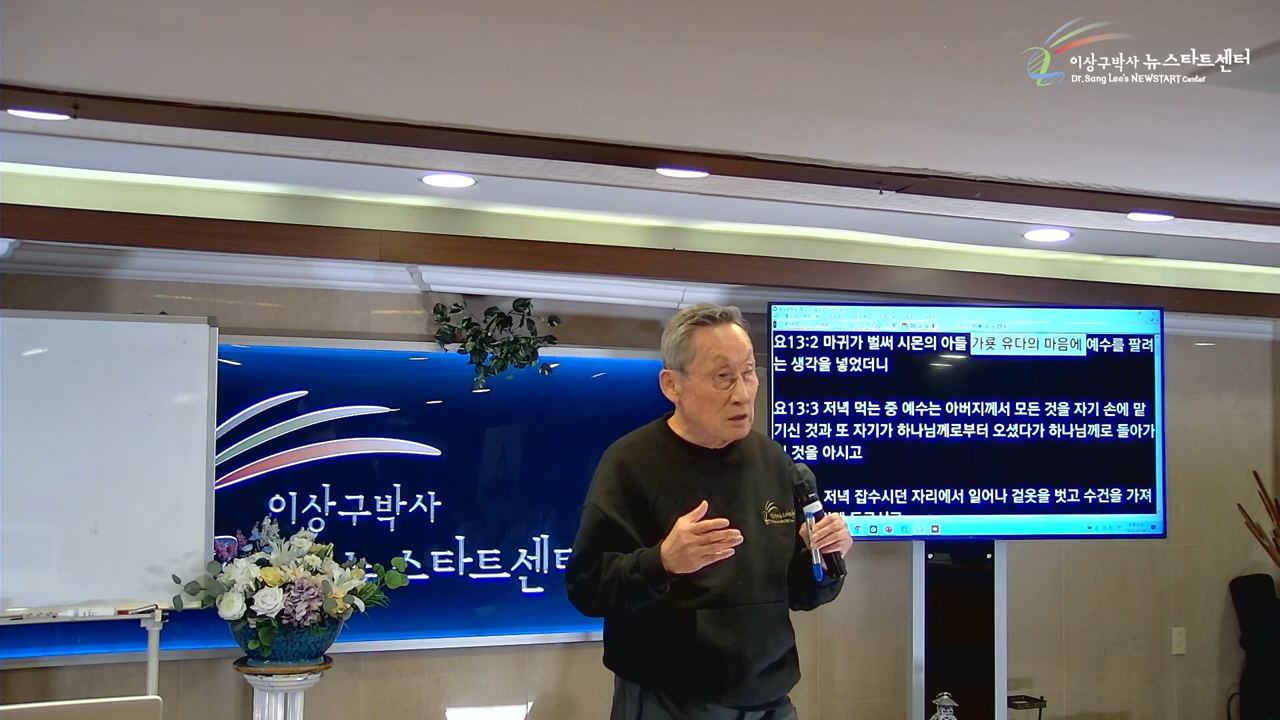 이상구박사 뉴스타트센터
Dr. Sang Lee's NEWSTART Center
이상구박사
스타트센터
요13:2 마귀가 벌써 시몬의 아들 가룟 유다의 마음에 예수를 팔려
는 생각을 넣었더니
요13:3 저녁 먹는 중 예수는 아버지께서 모든 것을 자기 손에 맡
기신 것과 또 자기가 하나님께로부터 오셨다가 하나님께로 돌아가
것을 아시고
저녁 잡수시던 자리에서 일어나 겉옷을 벗고 수건을 가져